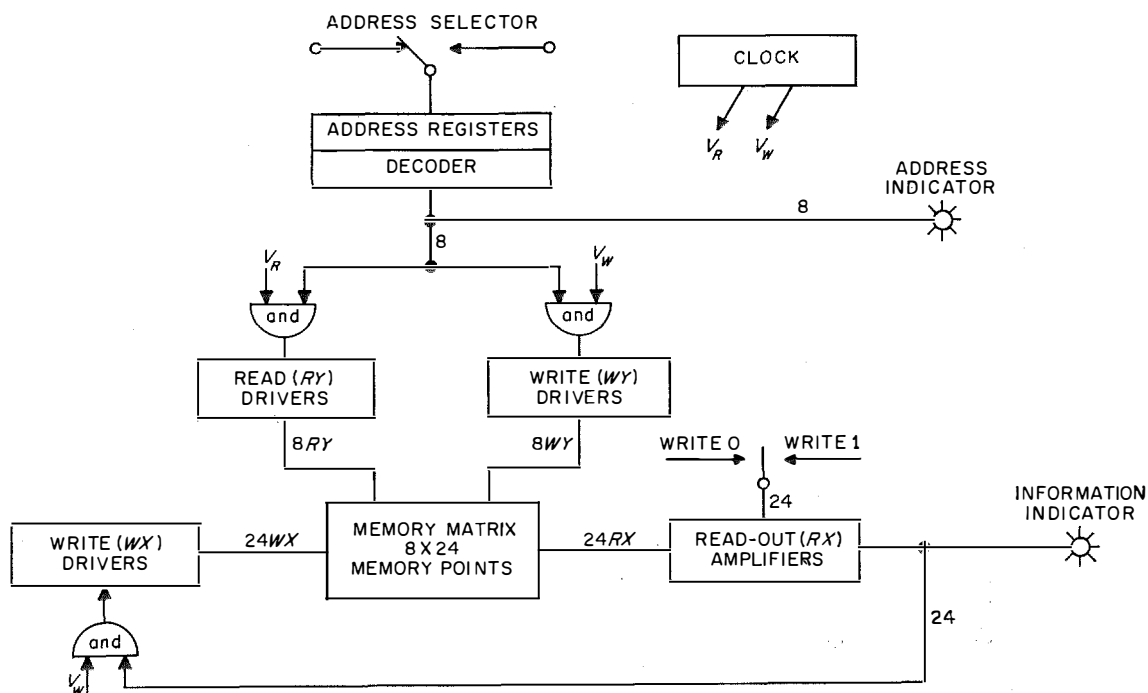 ADDRESS SELECTOR
CLOCK
ADDRESS REGISTERS
DECODER
V_R
V_W
ADDRESS
INDICATOR
8
8
V_R
V_W
and
and
READ (RY)
DRIVERS
WRITE (WY)
DRIVERS
8RY
8WY
WRITE 0
WRITE 1
24
INFORMATION
INDICATOR
WRITE (WX)
DRIVERS
24WX
MEMORY MATRIX
8 X 24
MEMORY POINTS
24RX
READ-OUT (RX)
AMPLIFIERS
24
and
V_W